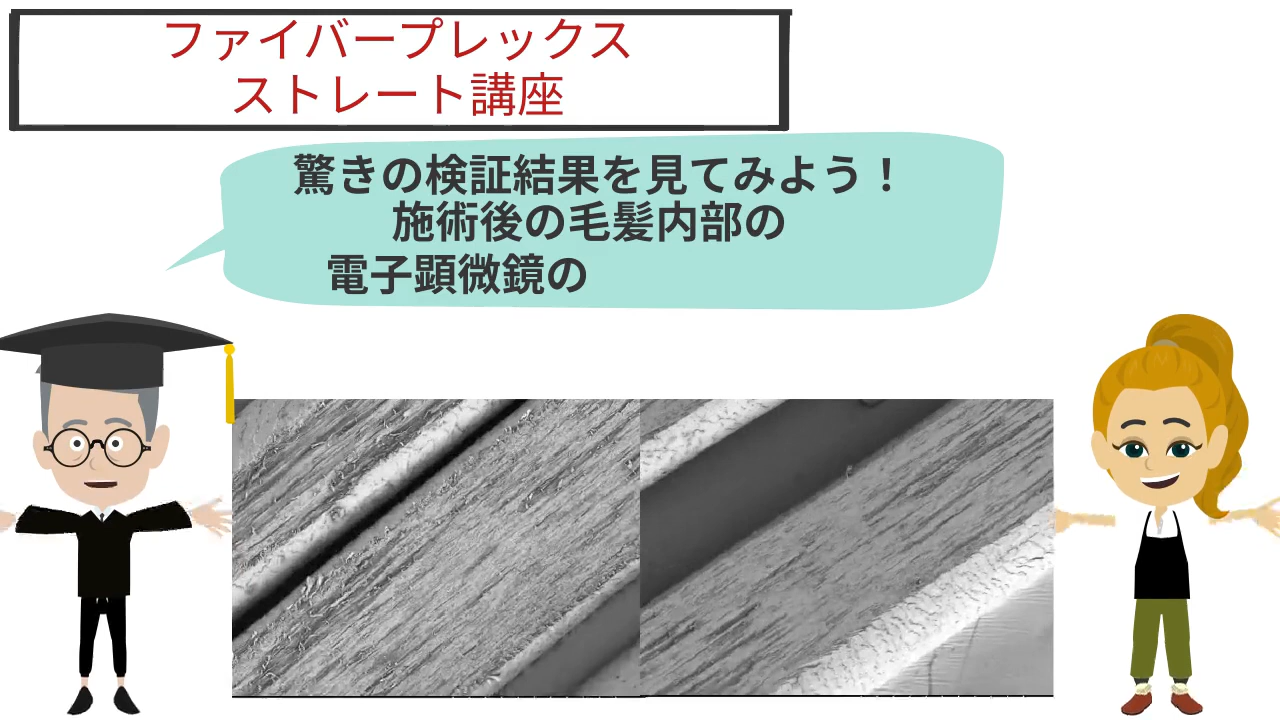 ファイバープレックス
ストレート講座
驚きの検証結果を見てみよう！
施術後の毛髪内部の
電子顕微鏡の